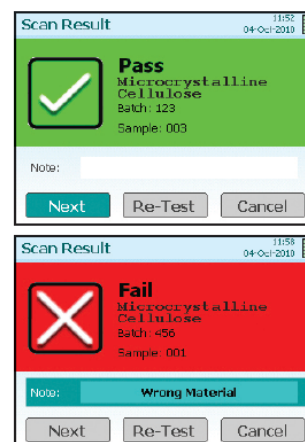 Scan Result
11:52
04-Oct-2010
Pass
Microcrystalline
Cellulose
Batch: 123
Sample: 003
Note:
Next
Re-Test
Cancel
Scan Result
11:58
04-Oct-2010
Fail
Microcrystalline
Cellulose
Batch: 456
Sample: 001
Note: Wrong Material
Next
Re-Test
Cancel